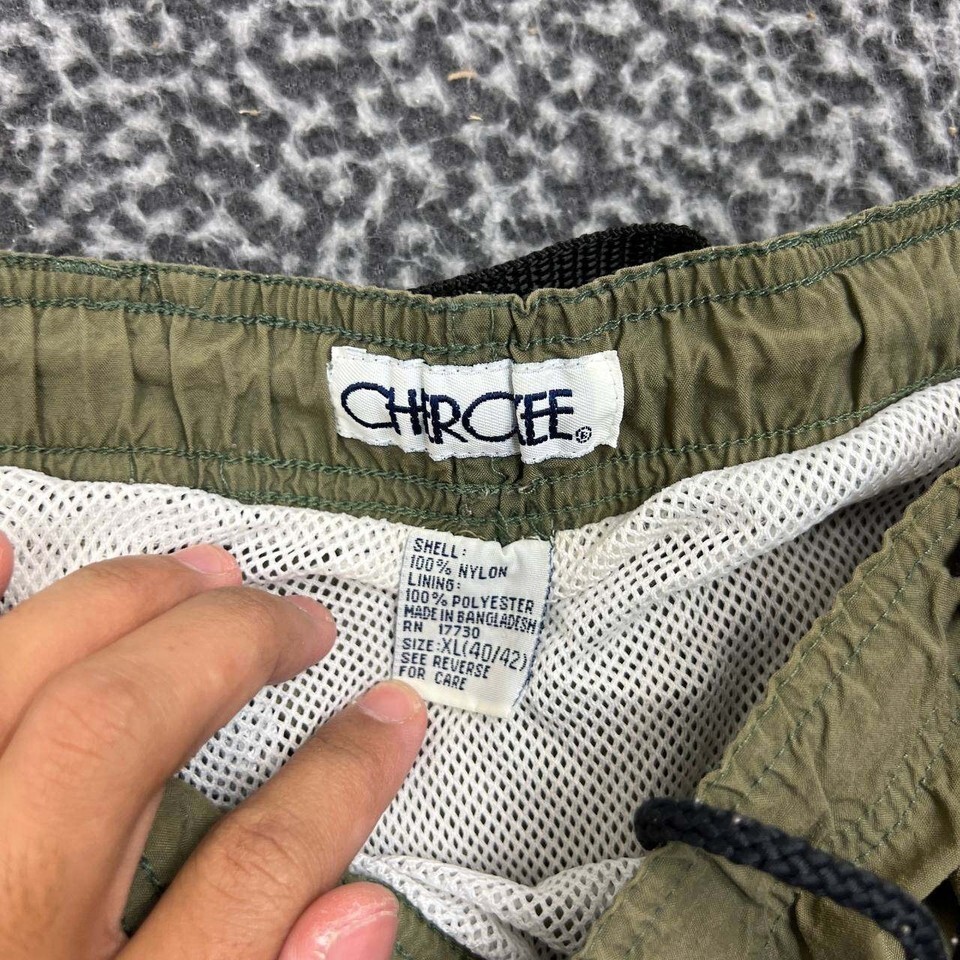 CHEROKEE®
SHELL:
100% NYLON
LINING:
100% POLYESTER
MADE IN BANGLADESH
RN 17730
SIZE: XL(40/42)
SEE REVERSE
FOR CARE